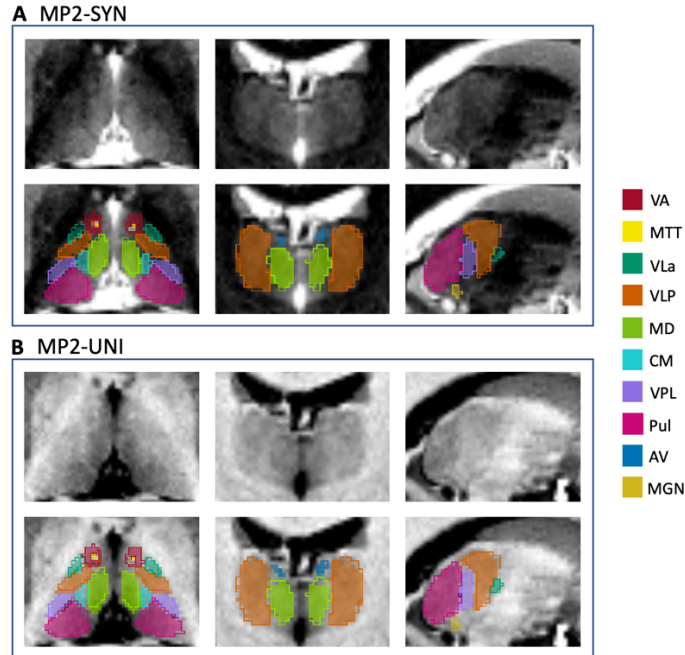 A MP2-SYN
VA
MTT
VLa
VLP
MD
CM
VPL
Pul
AV
MGN
B MP2-UNI